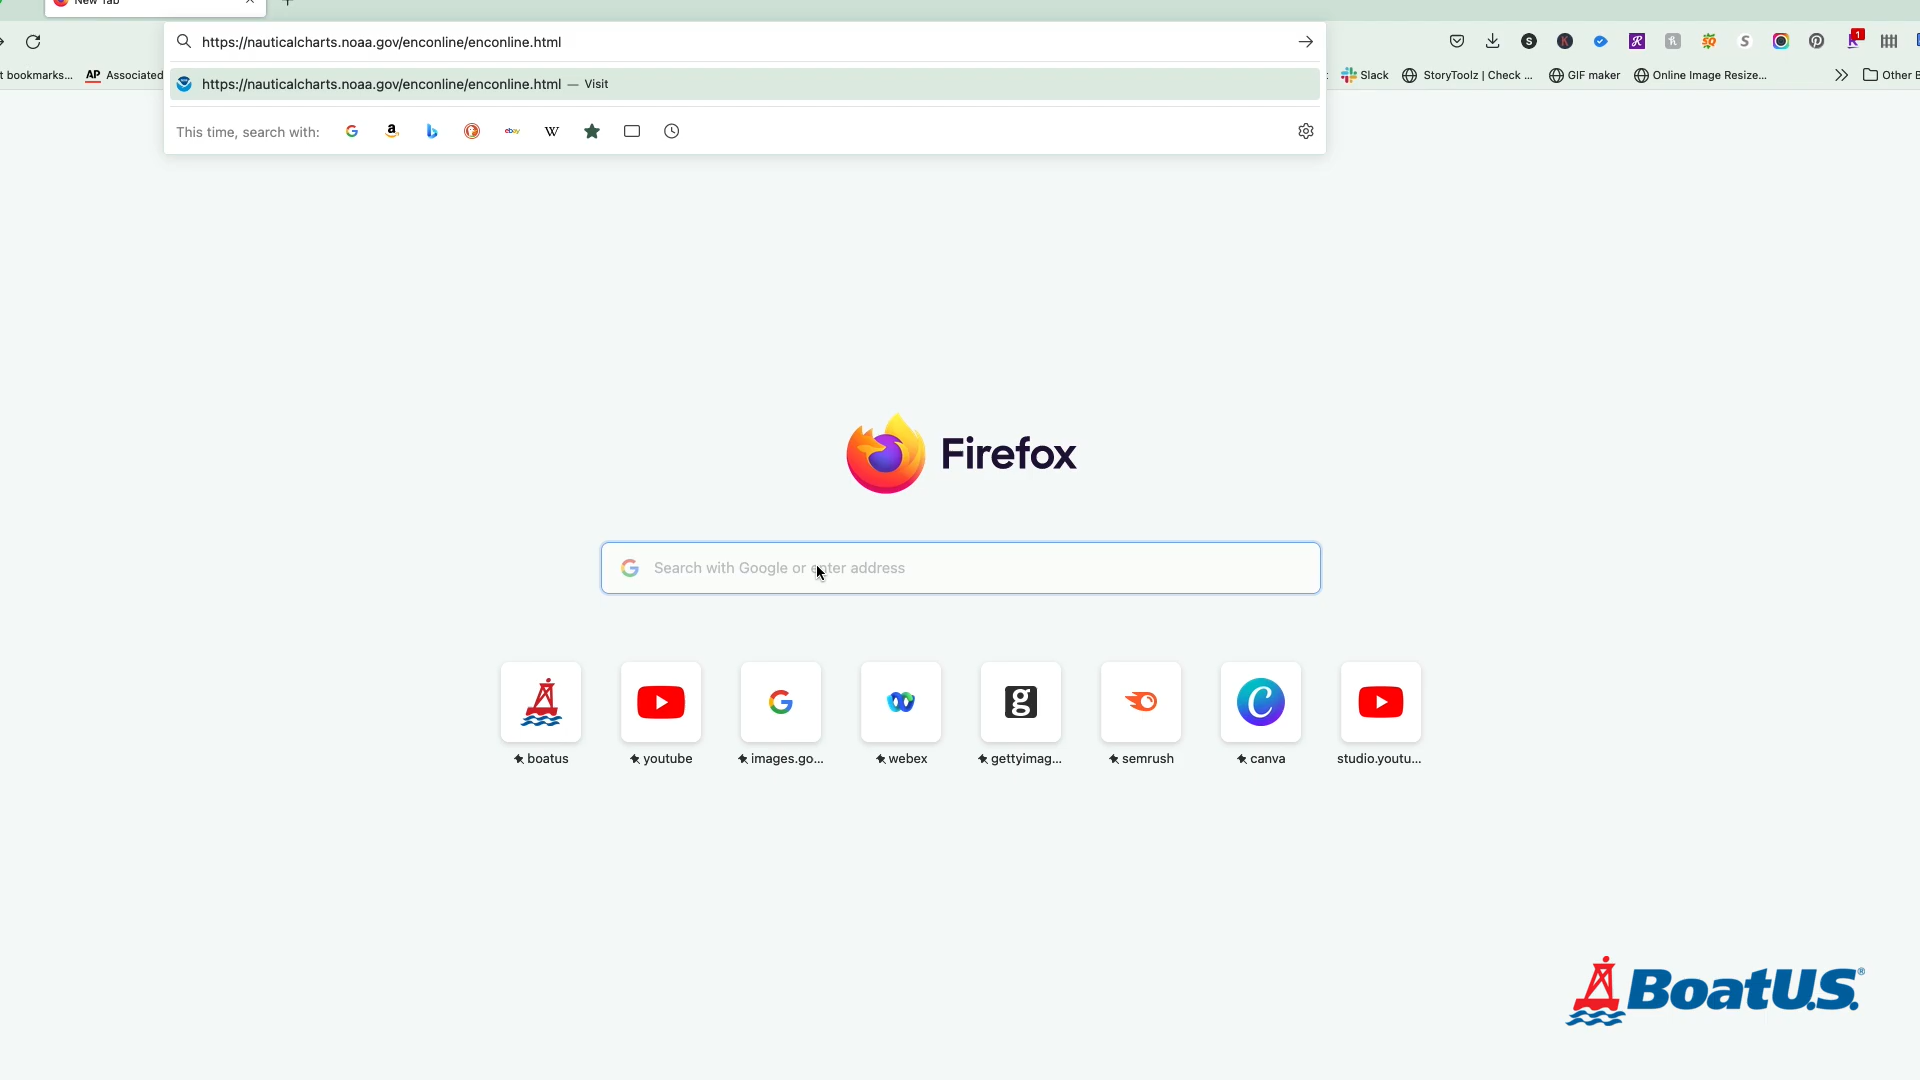 New Tab
https://nauticalcharts.noaa.gov/enconline/enconline.html
t bookmarks...
AP Associated
Slack
StoryToolz | Check ...
GIF maker
Online Image Resize...
Other B
https://nauticalcharts.noaa.gov/enconline/enconline.html — Visit
This time, search with:
Firefox
Search with Google or enter address
boatus
youtube
images.go...
webex
gettyimag...
semrush
canva
studio.youtu...
BoatU.S.®